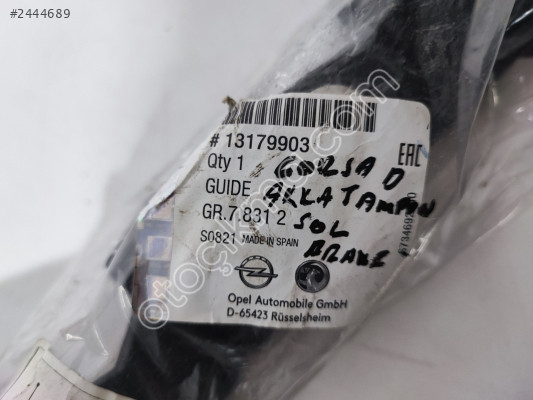 #2444689
# 13179903
Qty 1
CORSA D
GUIDE
ARKA TAMPON
GR.7.831 2
SOL
S0821 MADE IN SPAIN
BRAKE
EAC
OPEL
Opel Automobile GmbH
D-65423 Rüsselsheim